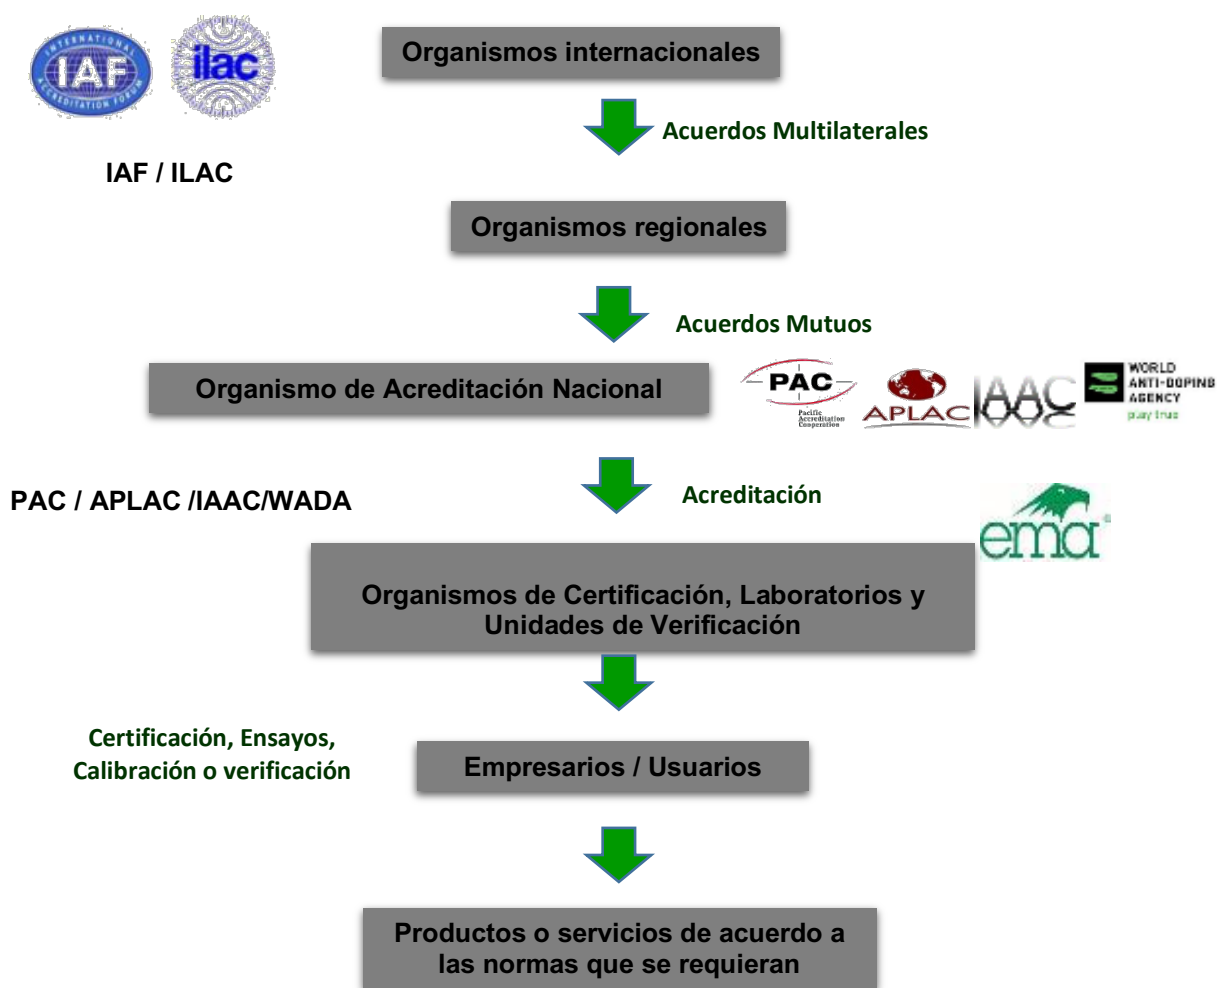 INTERNATIONAL
IAF
ACCREDITATION FORUM
ilac
Organismos internacionales
Acuerdos Multilaterales
IAF / ILAC
Organismos regionales
Acuerdos Mutuos
Organismo de Acreditación Nacional
PAC
Pacific
Accreditation
Cooperation
APLAC
IAAC
WORLD
ANTI-DOPING
AGENCY
play true
PAC / APLAC /IAAC/WADA
Acreditación
ema®
Organismos de Certificación, Laboratorios y
Unidades de Verificación
Certificación, Ensayos,
Calibración o verificación
Empresarios / Usuarios
Productos o servicios de acuerdo a
las normas que se requieran